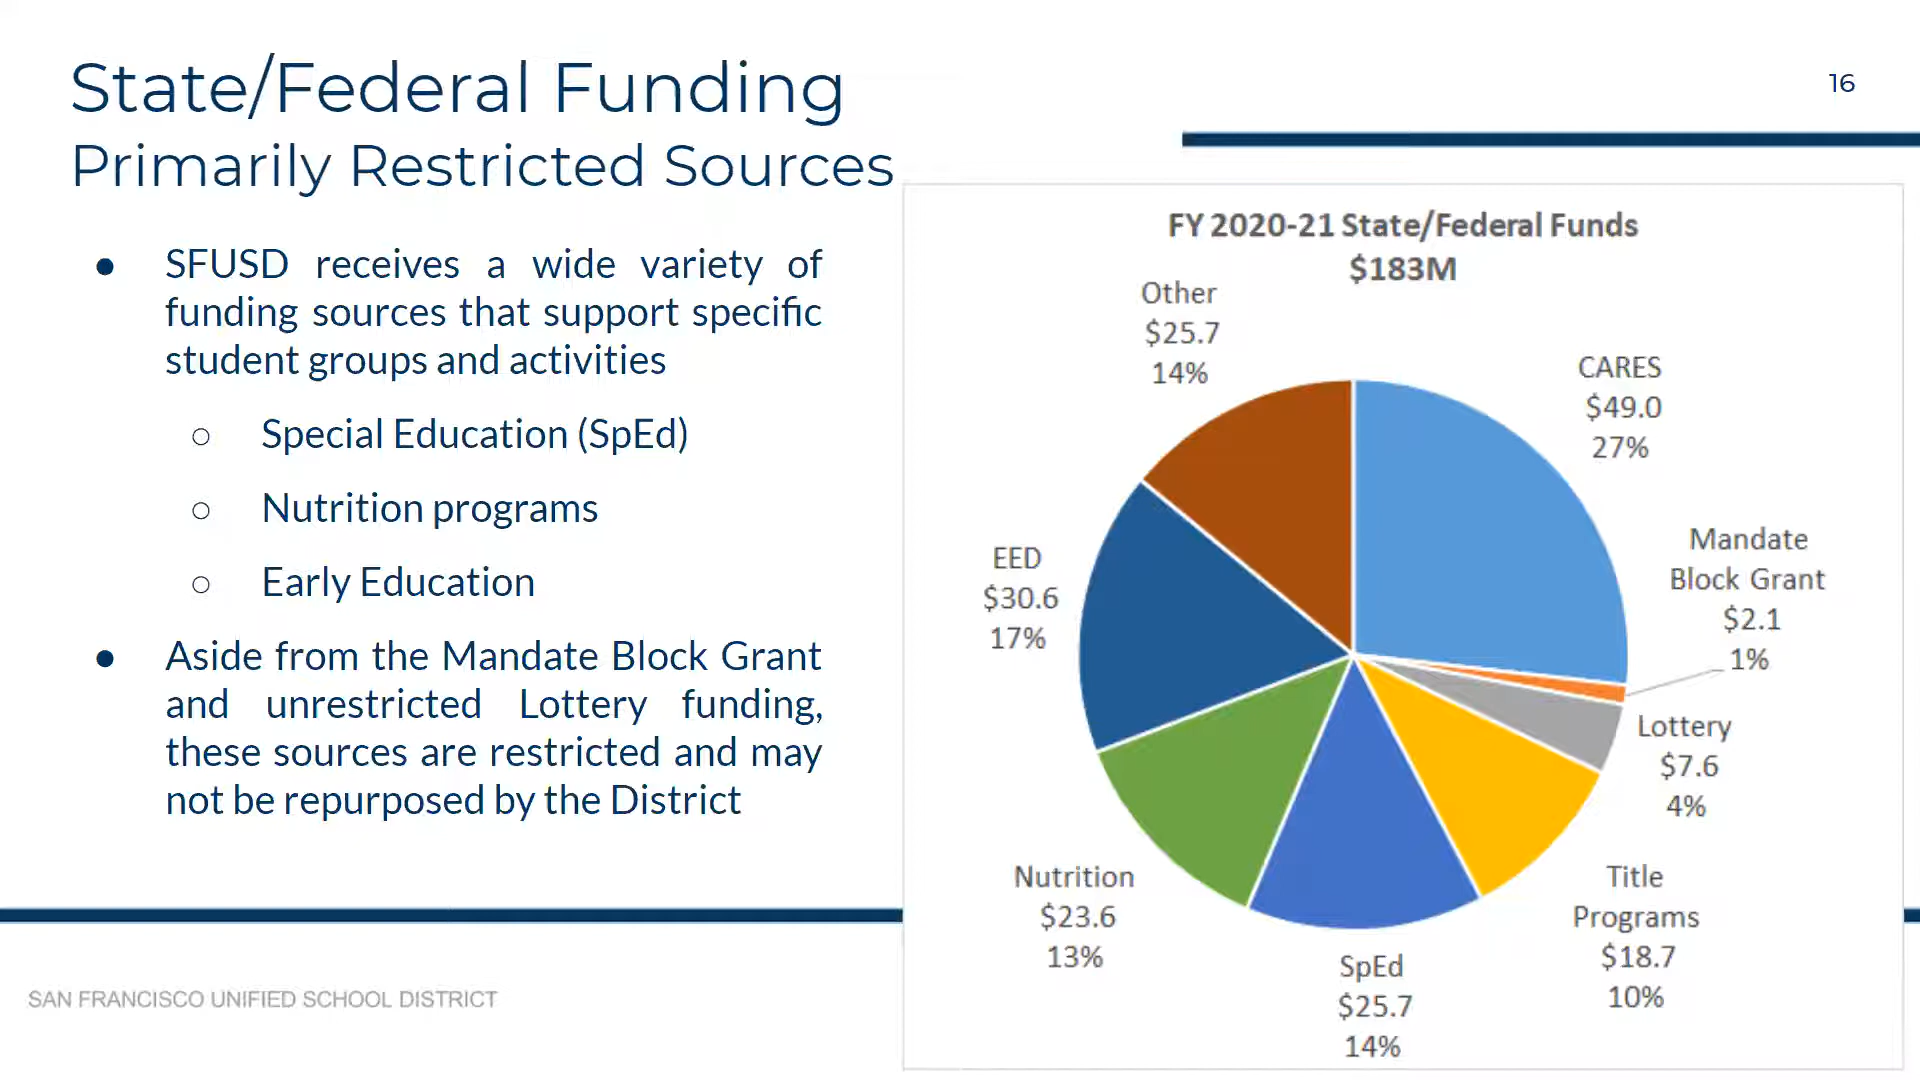 State/Federal Funding
Primarily Restricted Sources
16
● SFUSD receives a wide variety of
funding sources that support specific
student groups and activities
○ Special Education (SpEd)
○ Nutrition programs
○ Early Education
● Aside from the Mandate Block Grant
and unrestricted Lottery funding,
these sources are restricted and may
not be repurposed by the District
FY 2020-21 State/Federal Funds
$183M
Other
$25.7
14%
CARES
$49.0
27%
Mandate
Block Grant
$2.1
1%
Lottery
$7.6
4%
Title
Programs
$18.7
10%
SpEd
$25.7
14%
Nutrition
$23.6
13%
EED
$30.6
17%
SAN FRANCISCO UNIFIED SCHOOL DISTRICT